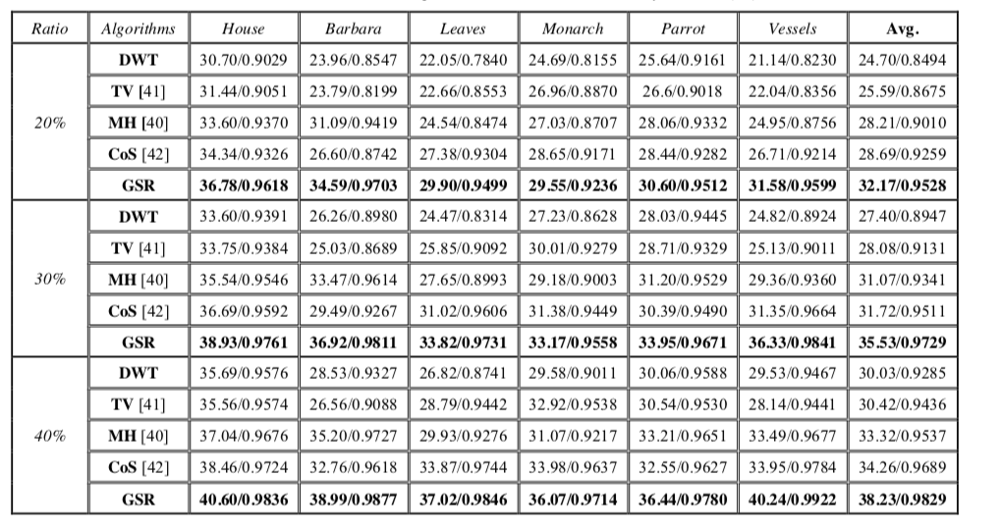 Ratio Algorithms House Barbara Leaves Monarch Parrot Vessels Avg.
DWT 30.70/0.9029 23.96/0.8547 22.05/0.7840 24.69/0.8155 25.64/0.9161 21.14/0.8230 24.70/0.8494
TV [41] 31.44/0.9051 23.79/0.8199 22.66/0.8553 26.96/0.8870 26.6/0.9018 22.04/0.8356 25.59/0.8675
20% MH [40] 33.60/0.9370 31.09/0.9419 24.54/0.8474 27.03/0.8707 28.06/0.9332 24.95/0.8756 28.21/0.9010
CoS [42] 34.34/0.9326 26.60/0.8742 27.38/0.9304 28.65/0.9171 28.44/0.9282 26.71/0.9214 28.69/0.9259
GSR 36.78/0.9618 34.59/0.9703 29.90/0.9499 29.55/0.9236 30.60/0.9512 31.58/0.9599 32.17/0.9528
DWT 33.60/0.9391 26.26/0.8980 24.47/0.8314 27.23/0.8628 28.03/0.9445 24.82/0.8924 27.40/0.8947
TV [41] 33.75/0.9384 25.03/0.8689 25.85/0.9092 30.01/0.9279 28.71/0.9329 25.13/0.9011 28.08/0.9131
30% MH [40] 35.54/0.9546 33.47/0.9614 27.65/0.8993 29.18/0.9003 31.20/0.9529 29.36/0.9360 31.07/0.9341
CoS [42] 36.69/0.9592 29.49/0.9267 31.02/0.9606 31.38/0.9449 30.39/0.9490 31.35/0.9664 31.72/0.9511
GSR 38.93/0.9761 36.92/0.9811 33.82/0.9731 33.17/0.9558 33.95/0.9671 36.33/0.9841 35.53/0.9729
DWT 35.69/0.9576 28.53/0.9327 26.82/0.8741 29.58/0.9011 30.06/0.9588 29.53/0.9467 30.03/0.9285
TV [41] 35.56/0.9574 26.56/0.9088 28.79/0.9442 32.92/0.9538 30.54/0.9530 28.14/0.9441 30.42/0.9436
40% MH [40] 37.04/0.9676 35.20/0.9727 29.93/0.9276 31.07/0.9217 33.21/0.9651 33.49/0.9677 33.32/0.9537
CoS [42] 38.46/0.9724 32.76/0.9618 33.87/0.9744 33.98/0.9637 32.55/0.9627 33.95/0.9784 34.26/0.9689
GSR 40.60/0.9836 38.99/0.9877 37.02/0.9846 36.07/0.9714 36.44/0.9780 40.24/0.9922 38.23/0.9829